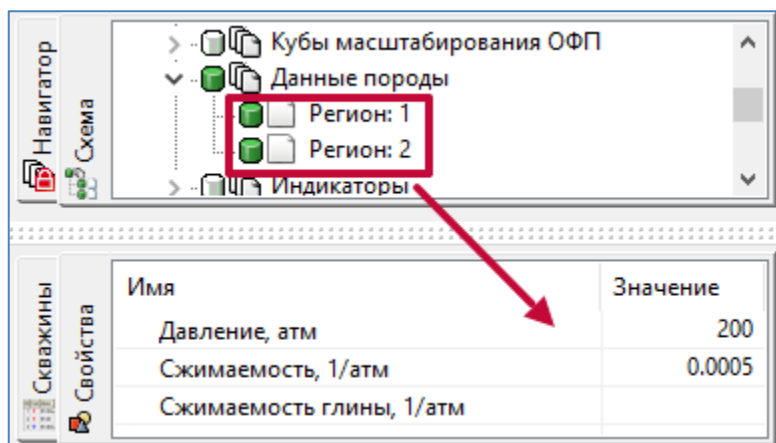 Навигатор
Схема
Кубы масштабирования ОФП
Данные породы
Регион: 1
Регион: 2
Индикаторы
Скважины
Свойства
Имя Значение
Давление, атм 200
Сжимаемость, 1/атм 0.0005
Сжимаемость глины, 1/атм